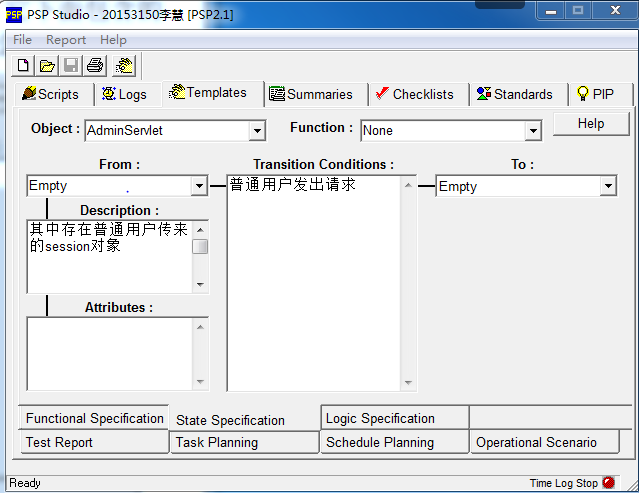 PSP PSP Studio - 20153150李慧 [PSP2.1]
File Report Help
Scripts Logs Templates Summaries Checklists Standards PIP
Object : AdminServlet Function : None Help
From : Transition Conditions : To :
Empty . 普通用户发出请求 Empty
Description :
其中存在普通用户传来
的session对象
Attributes :
Functional Specification State Specification Logic Specification
Test Report Task Planning Schedule Planning Operational Scenario
Ready Time Log Stop